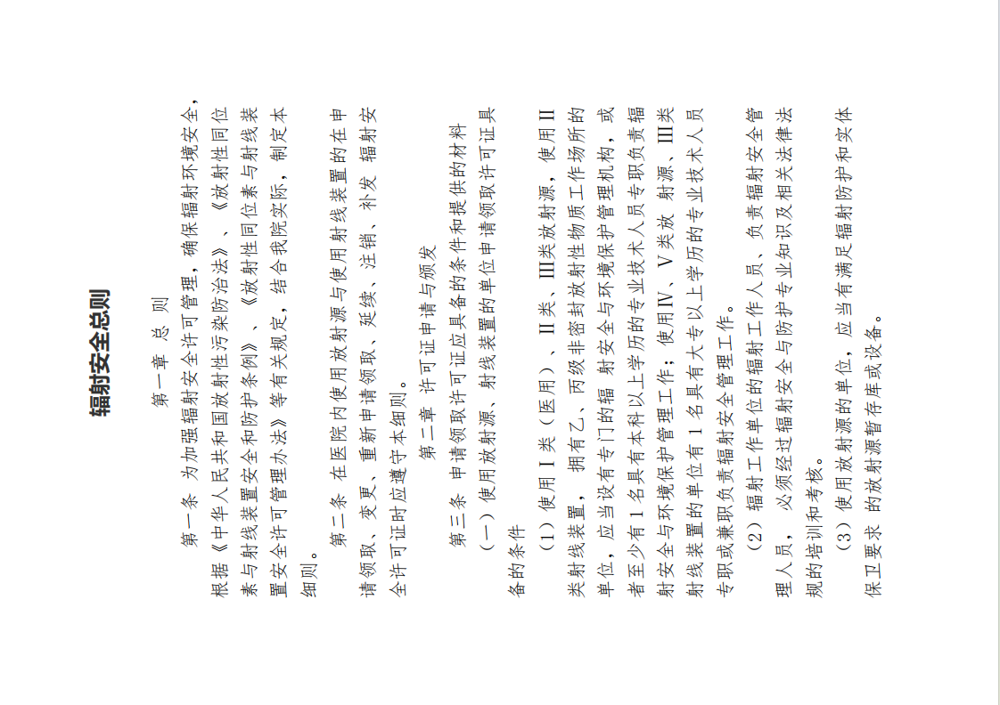 辐射安全总则
第一章 总 则
第一条 为加强辐射安全许可管理，确保辐射环境安全，
根据《中华人民共和国放射性污染防治法》、《放射性同位
素与射线装置安全和防护条例》、《放射性同位素与射线装
置安全许可管理办法》等有关规定，结合我院实际，制定本
细则。
第二条 在医院内使用放射源与使用射线装置的在申
请领取、变更、重新申请领取、延续、注销、补发 辐射安
全许可证时应遵守本细则。
第二章 许可证申请与颁发
第三条 申请领取许可证应具备的条件和提供的材料
（一）使用放射源、射线装置的单位申请领取许可证具
备的条件
（1）使用Ⅰ类（医用）、Ⅱ类、Ⅲ类放射源，使用Ⅱ
类射线装置， 拥有乙、丙级非密封放射性物质工作场所的
单位，应当设有专门的辐 射安全与环境保护管理机构，或
者至少有 1 名具有本科以上学历的专业技术人员专职负责辐
射安全与环境保护管理工作；使用Ⅳ、Ⅴ类放 射源、Ⅲ类
射线装置的单位有 1 名具有大专以上学历的专业技术人员
专职或兼职负责辐射安全管理工作。
（2）辐射工作单位的辐射工作人员、负责辐射安全管
理人员， 必须经过辐射安全与防护专业知识及相关法律法
规的培训和考核。
（3）使用放射源的单位，应当有满足辐射防护和实体
保卫要求 的放射源暂存库或设备。